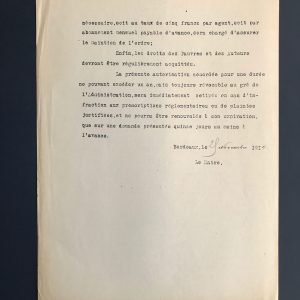 nécessaire,soit au taux de cinq francs par agent,soit par
abonnement mensuel payable d'avance,sera chargé d'assurer
le maintien de l'ordre;
Enfin,les droits des Pauvres et des Auteurs
devront être régulièrement acquittés.
La présente autorisation accordée pour une durée
ne pouvant excéder un an,mais toujours révocable au gré de
l'Administration,sera immédiatement retirée en cas d'in-
fraction aux prescriptions réglementaires ou de plaintes
justifiées,et ne pourra être renouvelée à son expiration,
que sur une demande présentée quinze jours au moins à
l'avance.
Bordeaux,le
Le Maire,